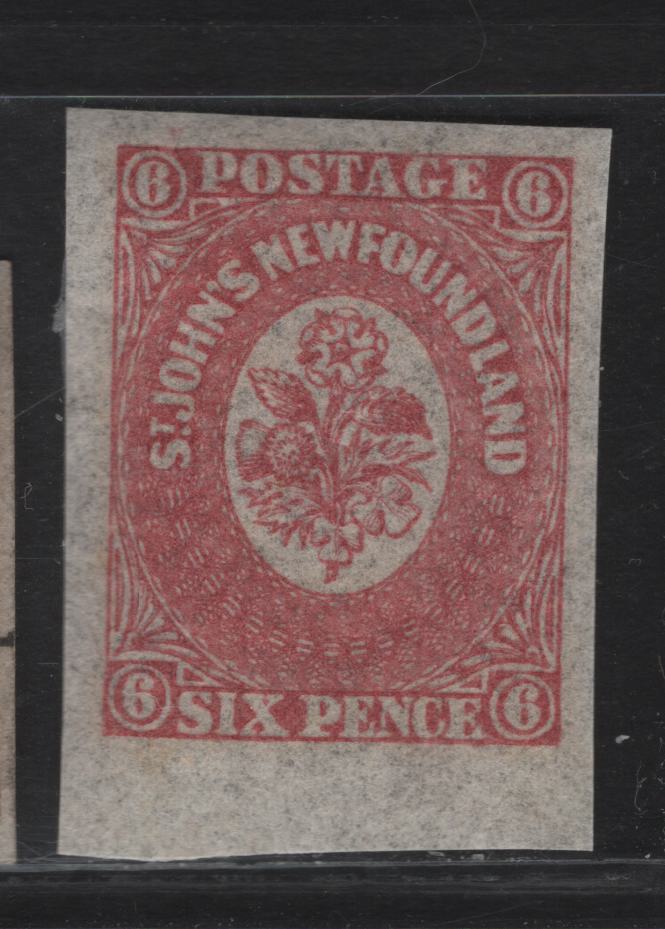 6 POSTAGE 6
ST. JOHN'S NEWFOUNDLAND
6 SIX PENCE 6